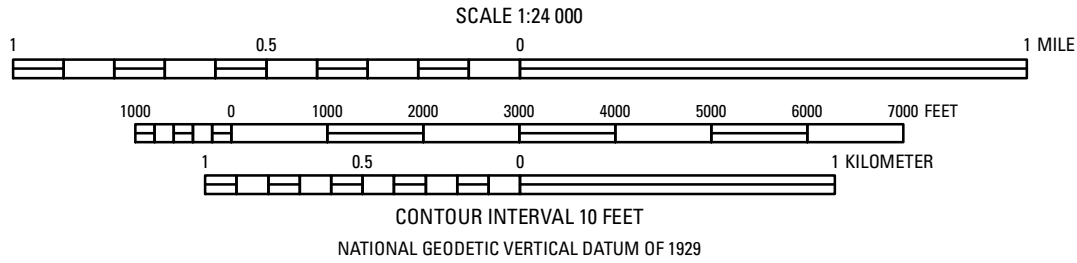 SCALE 1:24 000
1 0.5 0 1 MILE
1000 0 1000 2000 3000 4000 5000 6000 7000 FEET
1 0.5 0 1 KILOMETER
CONTOUR INTERVAL 10 FEET
NATIONAL GEODETIC VERTICAL DATUM OF 1929